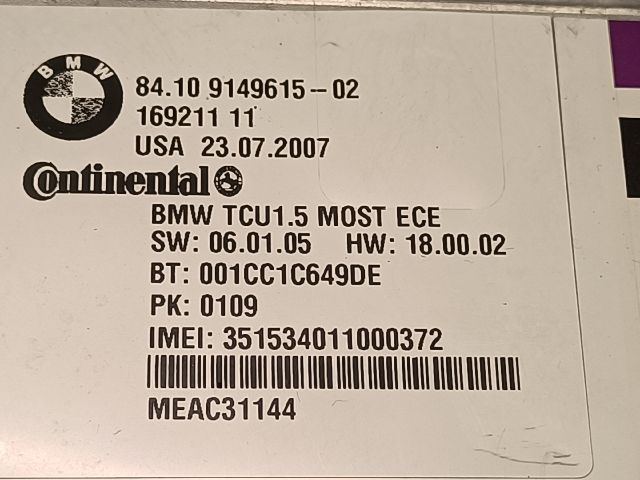 BMW
84.10 9149615-02
169211 11
USA 23.07.2007
Continental
BMW TCU1.5 MOST ECE
SW: 06.01.05 HW: 18.00.02
BT: 001CC1C649DE
PK: 0109
IMEI: 351534011000372
MEAC31144